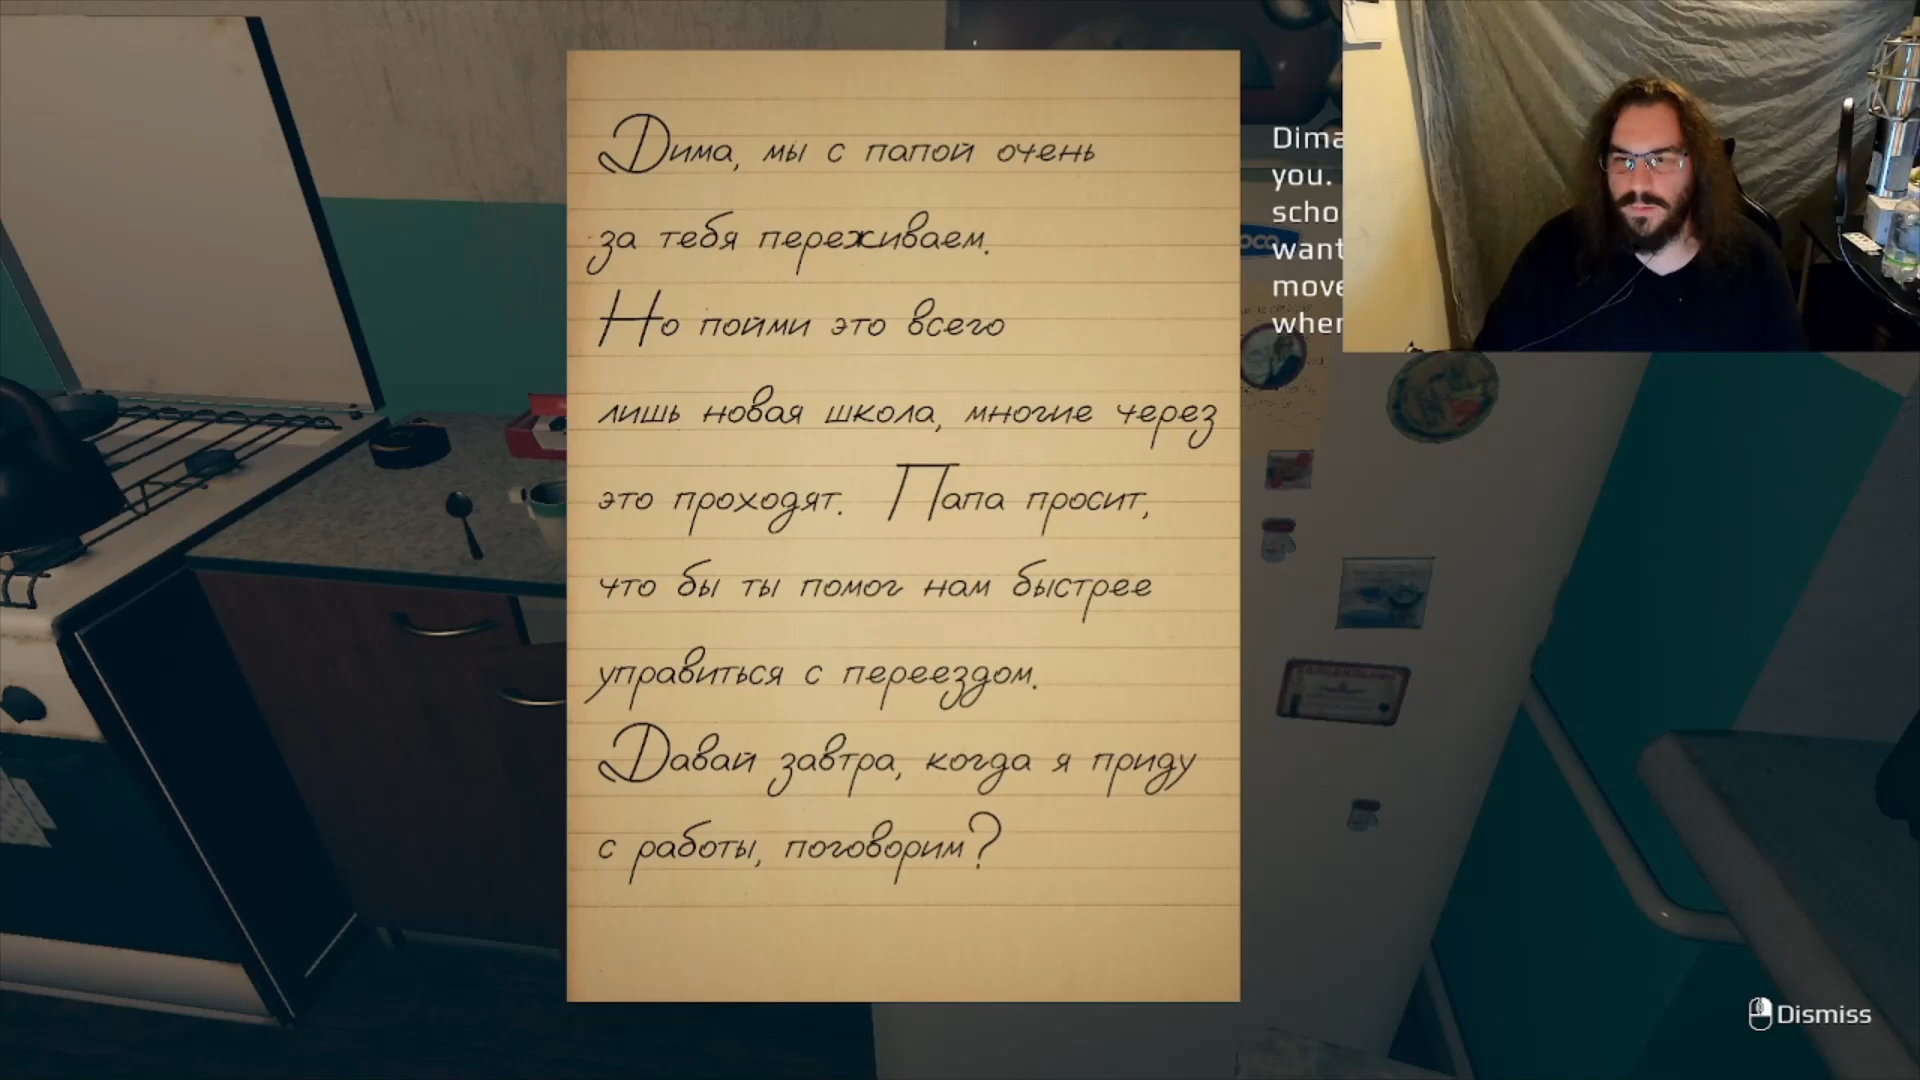 Дима, мы с папой очень
за тебя переживаем.
Но пойми это всего
лишь новая школа, многие через
это проходят. Папа просит,
что бы ты помог нам быстрее
управиться с переездом.
Давай завтра, когда я приду
с работы, поговорим?
Dima
you.
scho
want
move
wher
Dismiss